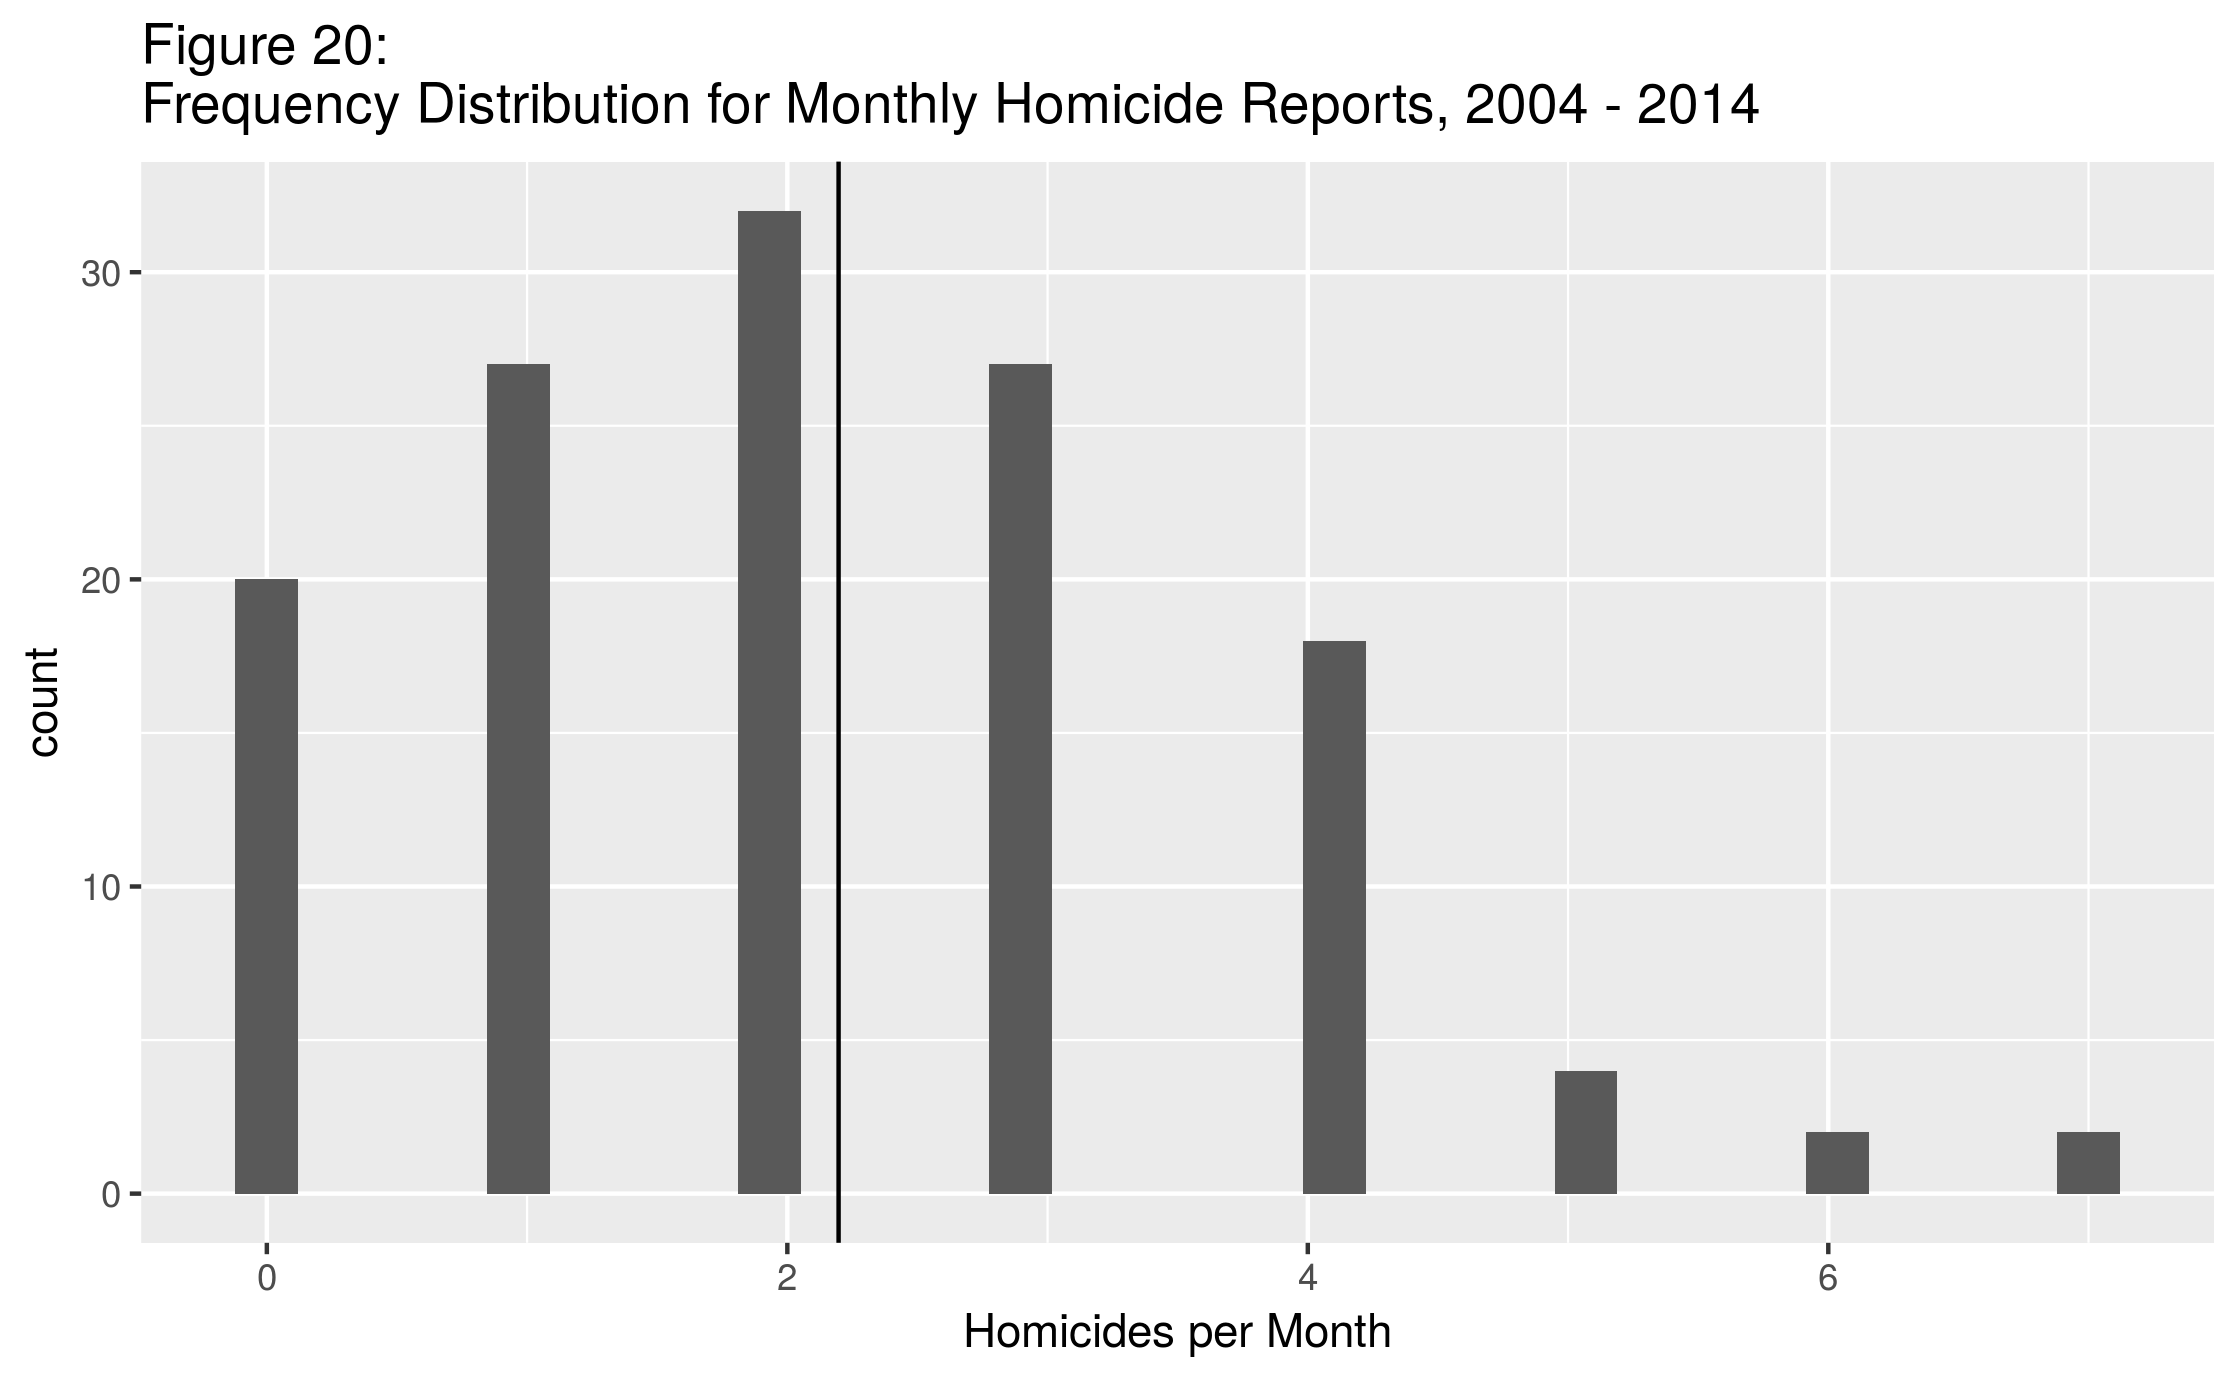 Figure 20:
Frequency Distribution for Monthly Homicide Reports, 2004 - 2014
30
20
10
0
count
0 2 4 6
Homicides per Month